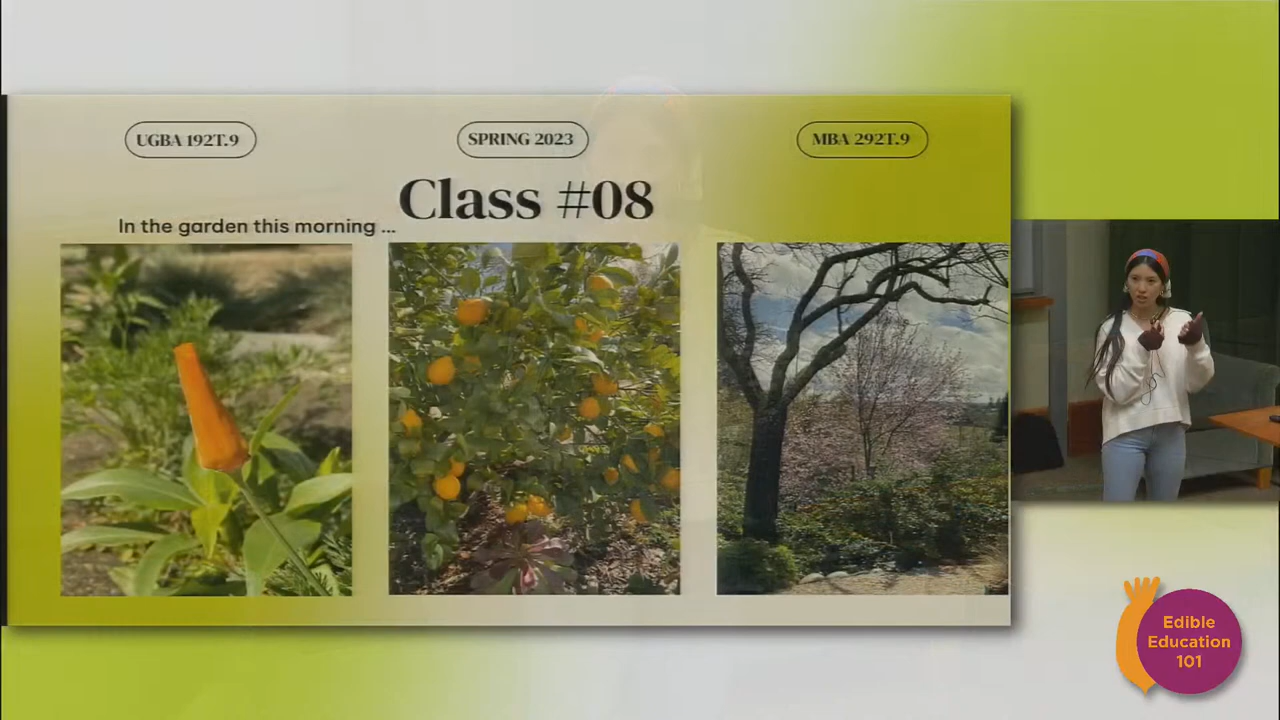 UGBA 192T.9
SPRING 2023
MBA 292T.9
Class #08
In the garden this morning ...
Edible
Education
101